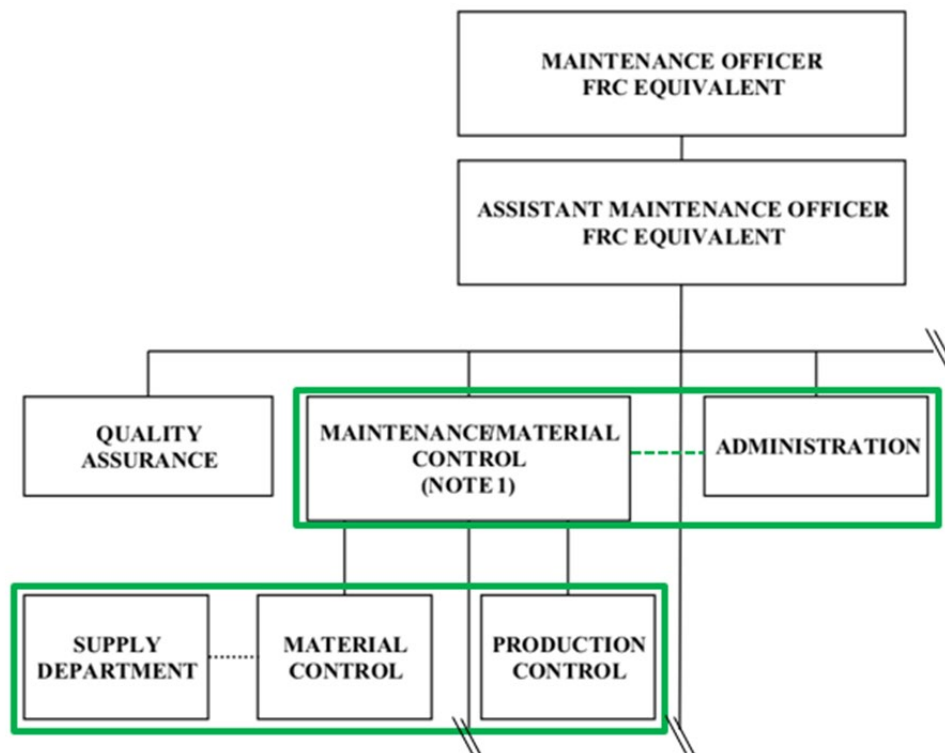 MAINTENANCE OFFICER
FRC EQUIVALENT
ASSISTANT MAINTENANCE OFFICER
FRC EQUIVALENT
QUALITY
ASSURANCE
MAINTENANCE/MATERIAL
CONTROL
(NOTE 1)
ADMINISTRATION
SUPPLY
DEPARTMENT
MATERIAL
CONTROL
PRODUCTION
CONTROL